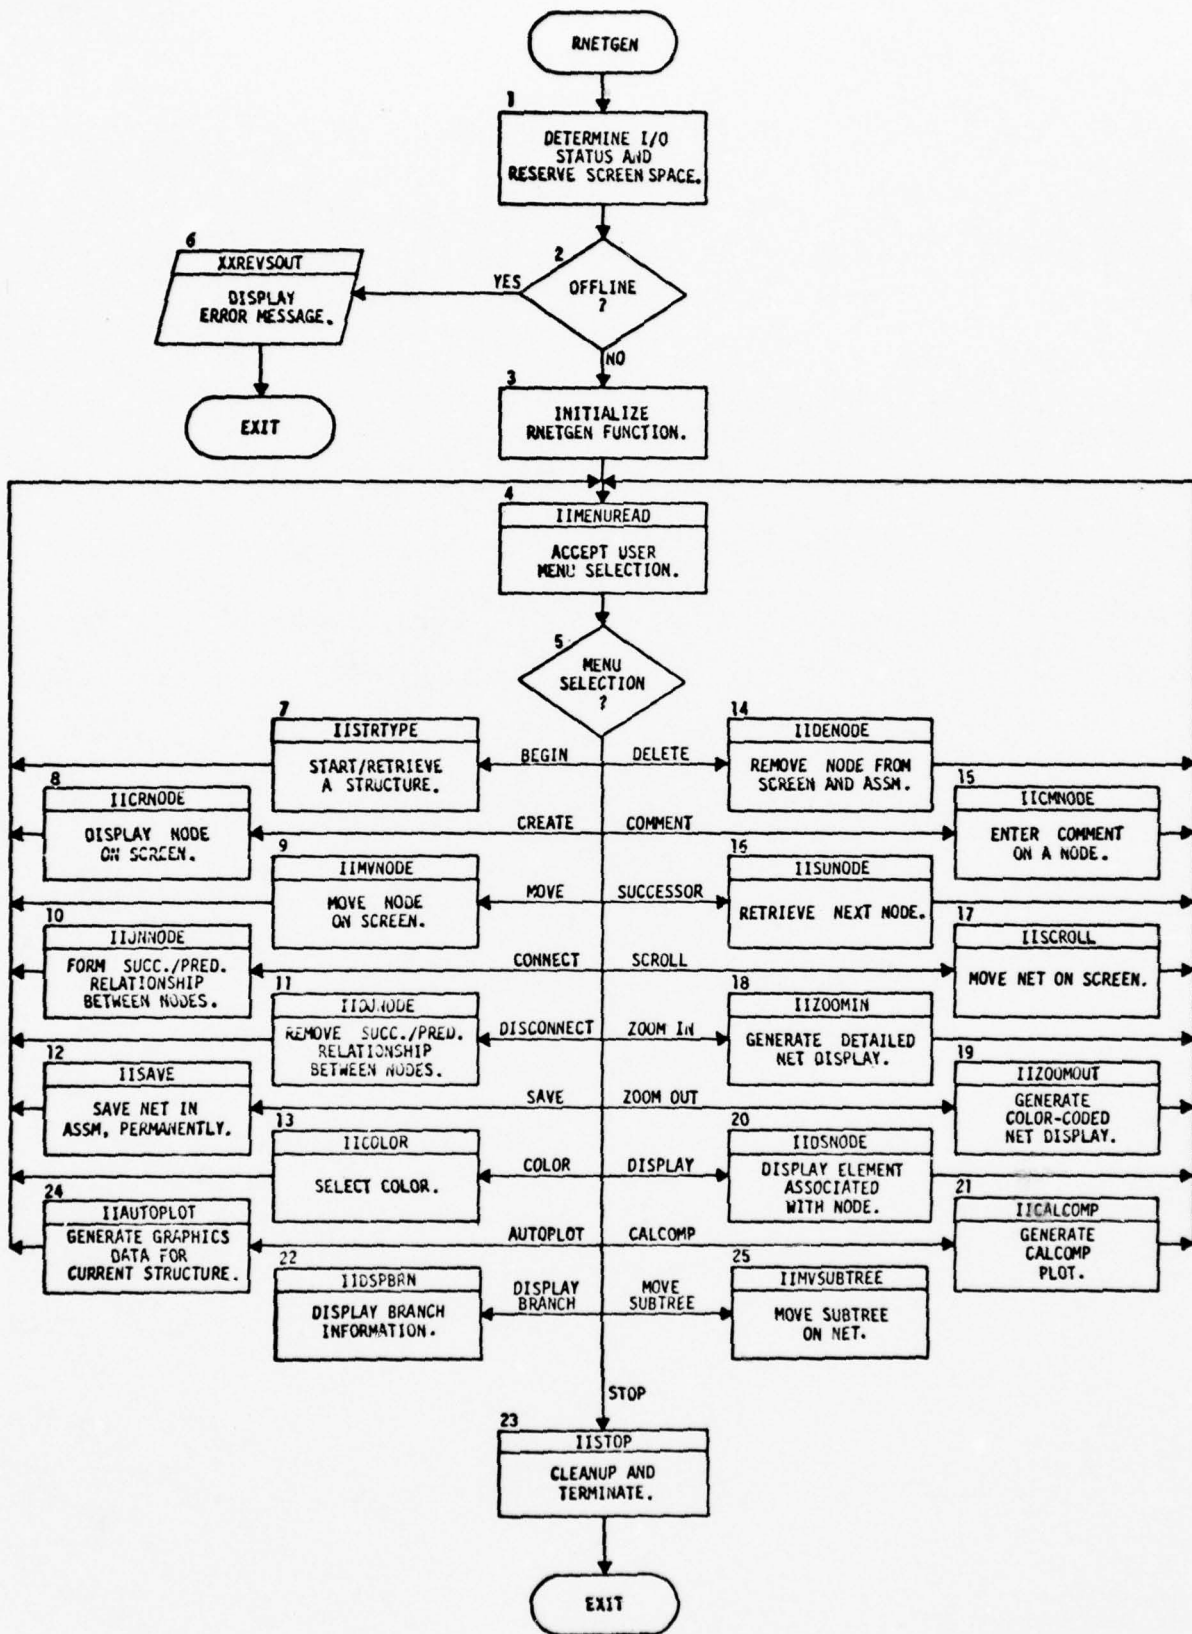 RNETGEN
1
DETERMINE I/O
STATUS AND
RESERVE SCREEN SPACE.
2
OFFLINE
?
YES
6
XXREVSOUT
DISPLAY
ERROR MESSAGE.
EXIT
NO
3
INITIALIZE
RNETGEN FUNCTION.
4
IIMENUREAD
ACCEPT USER
MENU SELECTION.
5
MENU
SELECTION
?
7
IISTRTYPE
START/RETRIEVE
A STRUCTURE.
BEGIN
DELETE
14
IIDENODE
REMOVE NODE FROM
SCREEN AND ASSM.
8
IICRNODE
DISPLAY NODE
ON SCREEN.
CREATE
COMMENT
15
IICMNODE
ENTER COMMENT
ON A NODE.
9
IIMVNODE
MOVE NODE
ON SCREEN.
MOVE
SUCCESSOR
16
IISUNODE
RETRIEVE NEXT NODE.
10
IIJNNODE
FORM SUCC./PRED.
RELATIONSHIP
BETWEEN NODES.
CONNECT
SCROLL
17
IISCROLL
MOVE NET ON SCREEN.
11
IIDJNODE
REMOVE SUCC./PRED.
RELATIONSHIP
BETWEEN NODES.
DISCONNECT
ZOOM IN
18
IIZOOMIN
GENERATE DETAILED
NET DISPLAY.
12
IISAVE
SAVE NET IN
ASSM, PERMANENTLY.
SAVE
ZOOM OUT
19
IIZOOMOUT
GENERATE
COLOR-CODED
NET DISPLAY.
13
IICOLOR
SELECT COLOR.
COLOR
DISPLAY
20
IIDSNODE
DISPLAY ELEMENT
ASSOCIATED
WITH NODE.
24
IIAUTOPLOT
GENERATE GRAPHICS
DATA FOR
CURRENT STRUCTURE.
AUTOPLOT
CALCOMP
21
IICALCOMP
GENERATE
CALCOMP
PLOT.
22
IIDSPBRN
DISPLAY BRANCH
INFORMATION.
DISPLAY
BRANCH
MOVE
SUBTREE
25
IIMVSUBTREE
MOVE SUBTREE
ON NET.
STOP
23
IISTOP
CLEANUP AND
TERMINATE.
EXIT